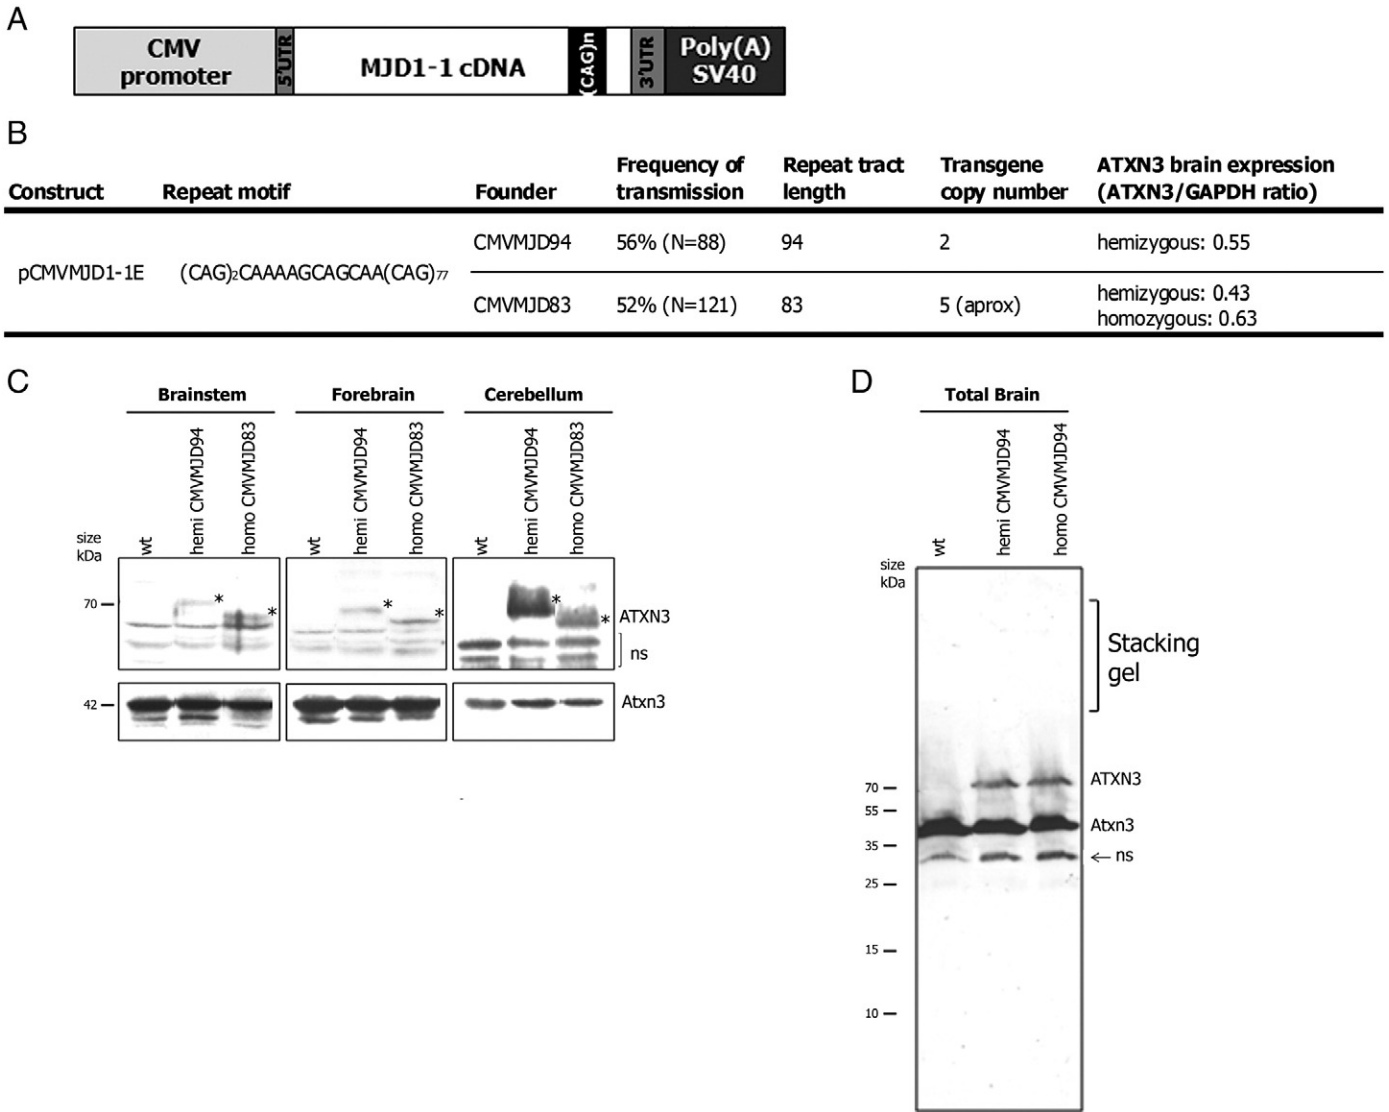 A
CMV promoter
5'UTR
MJD1-1 cDNA
(CAG)n
3'UTR
Poly(A) SV40
B
Construct
Repeat motif
Founder
Frequency of transmission
Repeat tract length
Transgene copy number
ATXN3 brain expression (ATXN3/GAPDH ratio)
pCMVMJD1-1E
(CAG)2CAAAAGCAGCAA(CAG)77
CMVMJD94
56% (N=88)
94
2
hemizygous: 0.55
CMVMJD83
52% (N=121)
83
5 (aprox)
hemizygous: 0.43
homozygous: 0.63
C
Brainstem
Forebrain
Cerebellum
size kDa
wt
hemi CMVMJD94
homo CMVMJD83
wt
hemi CMVMJD94
homo CMVMJD83
wt
hemi CMVMJD94
homo CMVMJD83
70
*
*
*
*
*
*
ATXN3
ns
42
Atxn3
D
Total Brain
size kDa
wt
hemi CMVMJD94
homo CMVMJD94
Stacking gel
ATXN3
70
55
Atxn3
35
← ns
25
15
10